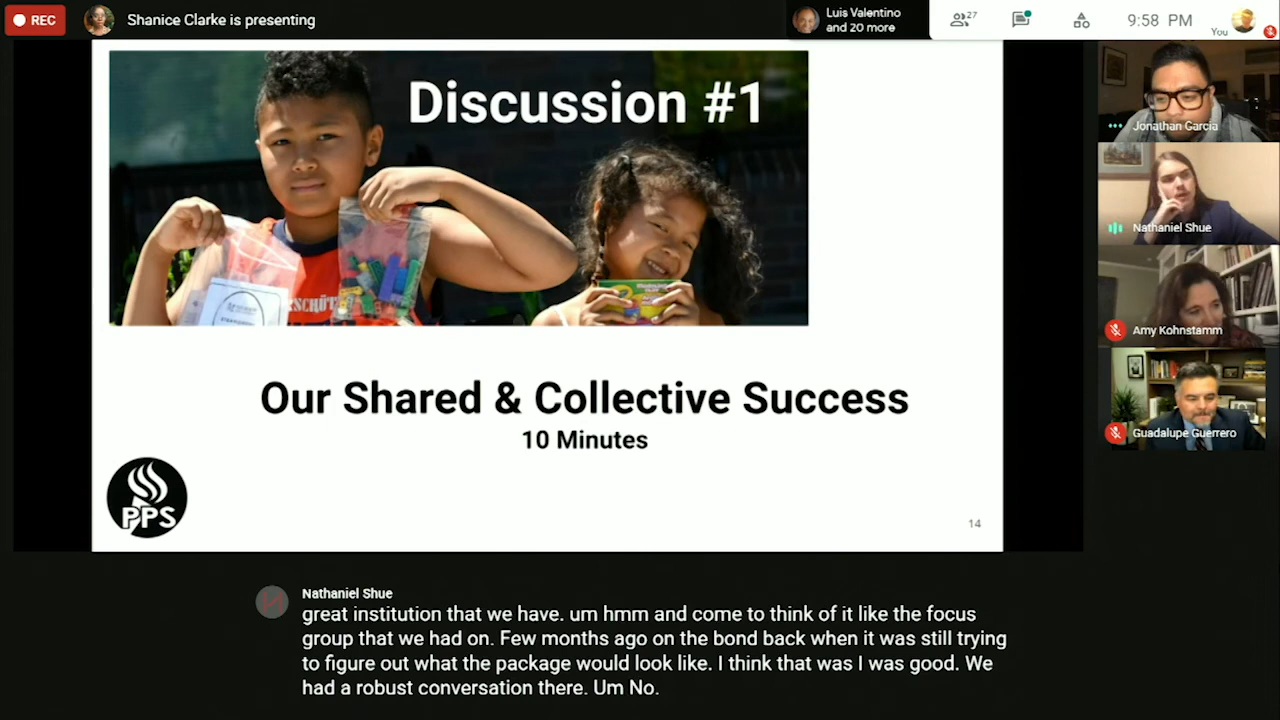 REC
Shanice Clarke is presenting
Luis Valentino
and 20 more
27
9:58 PM
You
Discussion #1
Jonathan Garcia
Nathaniel Shue
Amy Kohnstamm
Guadalupe Guerrero
Our Shared & Collective Success
10 Minutes
PPS
14
Nathaniel Shue
great institution that we have. um hmm and come to think of it like the focus
group that we had on. Few months ago on the bond back when it was still trying
to figure out what the package would look like. I think that was I was good. We
had a robust conversation there. Um No.